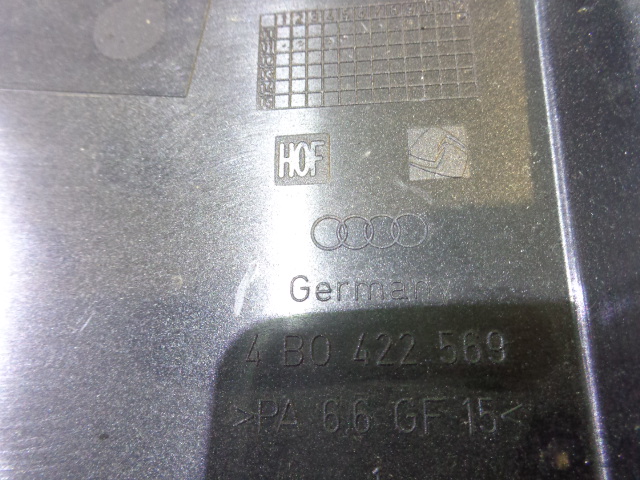 HOF
Germany
4 B0 422 569
>PA 6.6 GF 15<